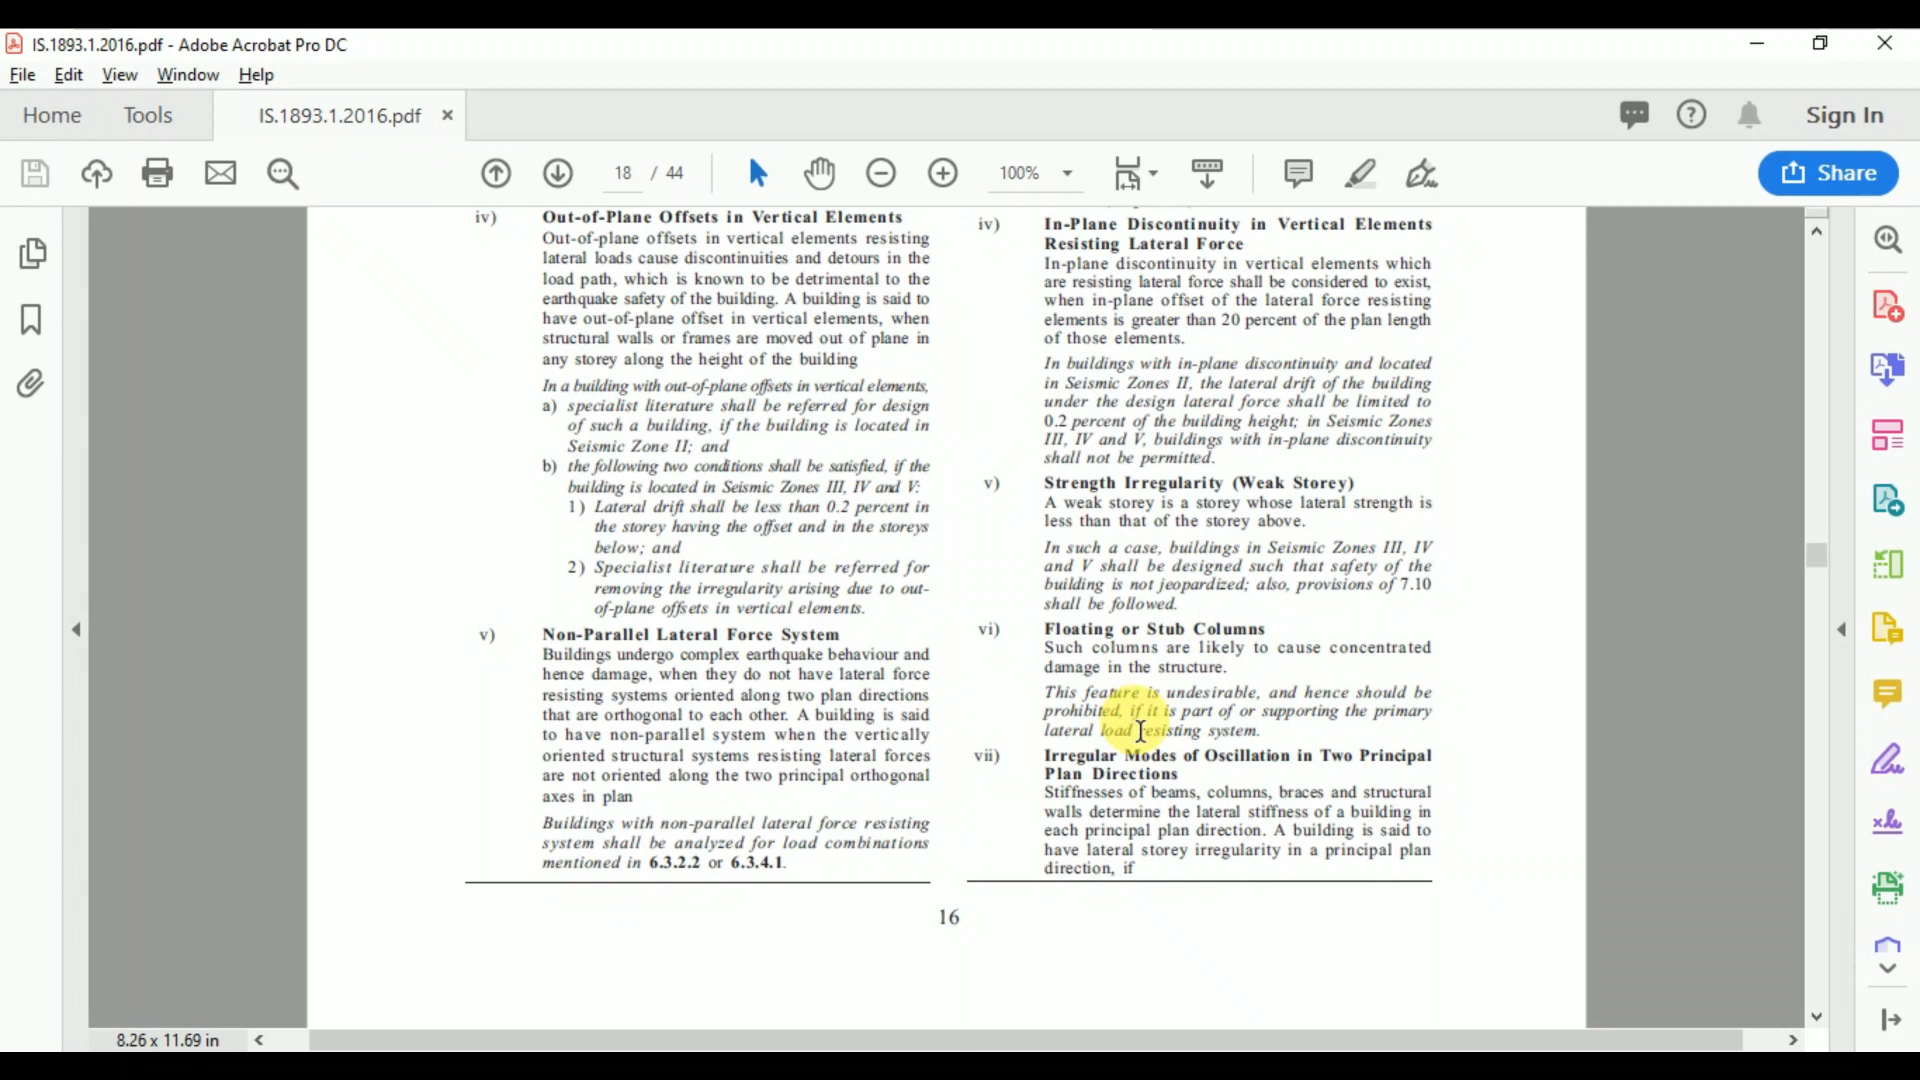 IS.1893.1.2016.pdf - Adobe Acrobat Pro DC
File Edit View Window Help
Home Tools IS.1893.1.2016.pdf ×
Sign In
18 / 44
100%
Share
iv) Out-of-Plane Offsets in Vertical Elements
Out-of-plane offsets in vertical elements resisting
lateral loads cause discontinuities and detours in the
load path, which is known to be detrimental to the
earthquake safety of the building. A building is said to
have out-of-plane offset in vertical elements, when
structural walls or frames are moved out of plane in
any storey along the height of the building
In a building with out-of-plane offsets in vertical elements,
a) specialist literature shall be referred for design
of such a building, if the building is located in
Seismic Zone II; and
b) the following two conditions shall be satisfied, if the
building is located in Seismic Zones III, IV and V:
1) Lateral drift shall be less than 0.2 percent in
the storey having the offset and in the storeys
below; and
2) Specialist literature shall be referred for
removing the irregularity arising due to out-
of-plane offsets in vertical elements.
v) Non-Parallel Lateral Force System
Buildings undergo complex earthquake behaviour and
hence damage, when they do not have lateral force
resisting systems oriented along two plan directions
that are orthogonal to each other. A building is said
to have non-parallel system when the vertically
oriented structural systems resisting lateral forces
are not oriented along the two principal orthogonal
axes in plan
Buildings with non-parallel lateral force resisting
system shall be analyzed for load combinations
mentioned in 6.3.2.2 or 6.3.4.1.
iv) In-Plane Discontinuity in Vertical Elements
Resisting Lateral Force
In-plane discontinuity in vertical elements which
are resisting lateral force shall be considered to exist,
when in-plane offset of the lateral force resisting
elements is greater than 20 percent of the plan length
of those elements.
In buildings with in-plane discontinuity and located
in Seismic Zones II, the lateral drift of the building
under the design lateral force shall be limited to
0.2 percent of the building height; in Seismic Zones
III, IV and V, buildings with in-plane discontinuity
shall not be permitted.
v) Strength Irregularity (Weak Storey)
A weak storey is a storey whose lateral strength is
less than that of the storey above.
In such a case, buildings in Seismic Zones III, IV
and V shall be designed such that safety of the
building is not jeopardized; also, provisions of 7.10
shall be followed.
vi) Floating or Stub Columns
Such columns are likely to cause concentrated
damage in the structure.
This feature is undesirable, and hence should be
prohibited, if it is part of or supporting the primary
lateral load resisting system.
vii) Irregular Modes of Oscillation in Two Principal
Plan Directions
Stiffnesses of beams, columns, braces and structural
walls determine the lateral stiffness of a building in
each principal plan direction. A building is said to
have lateral storey irregularity in a principal plan
direction, if
16
8.26 x 11.69 in